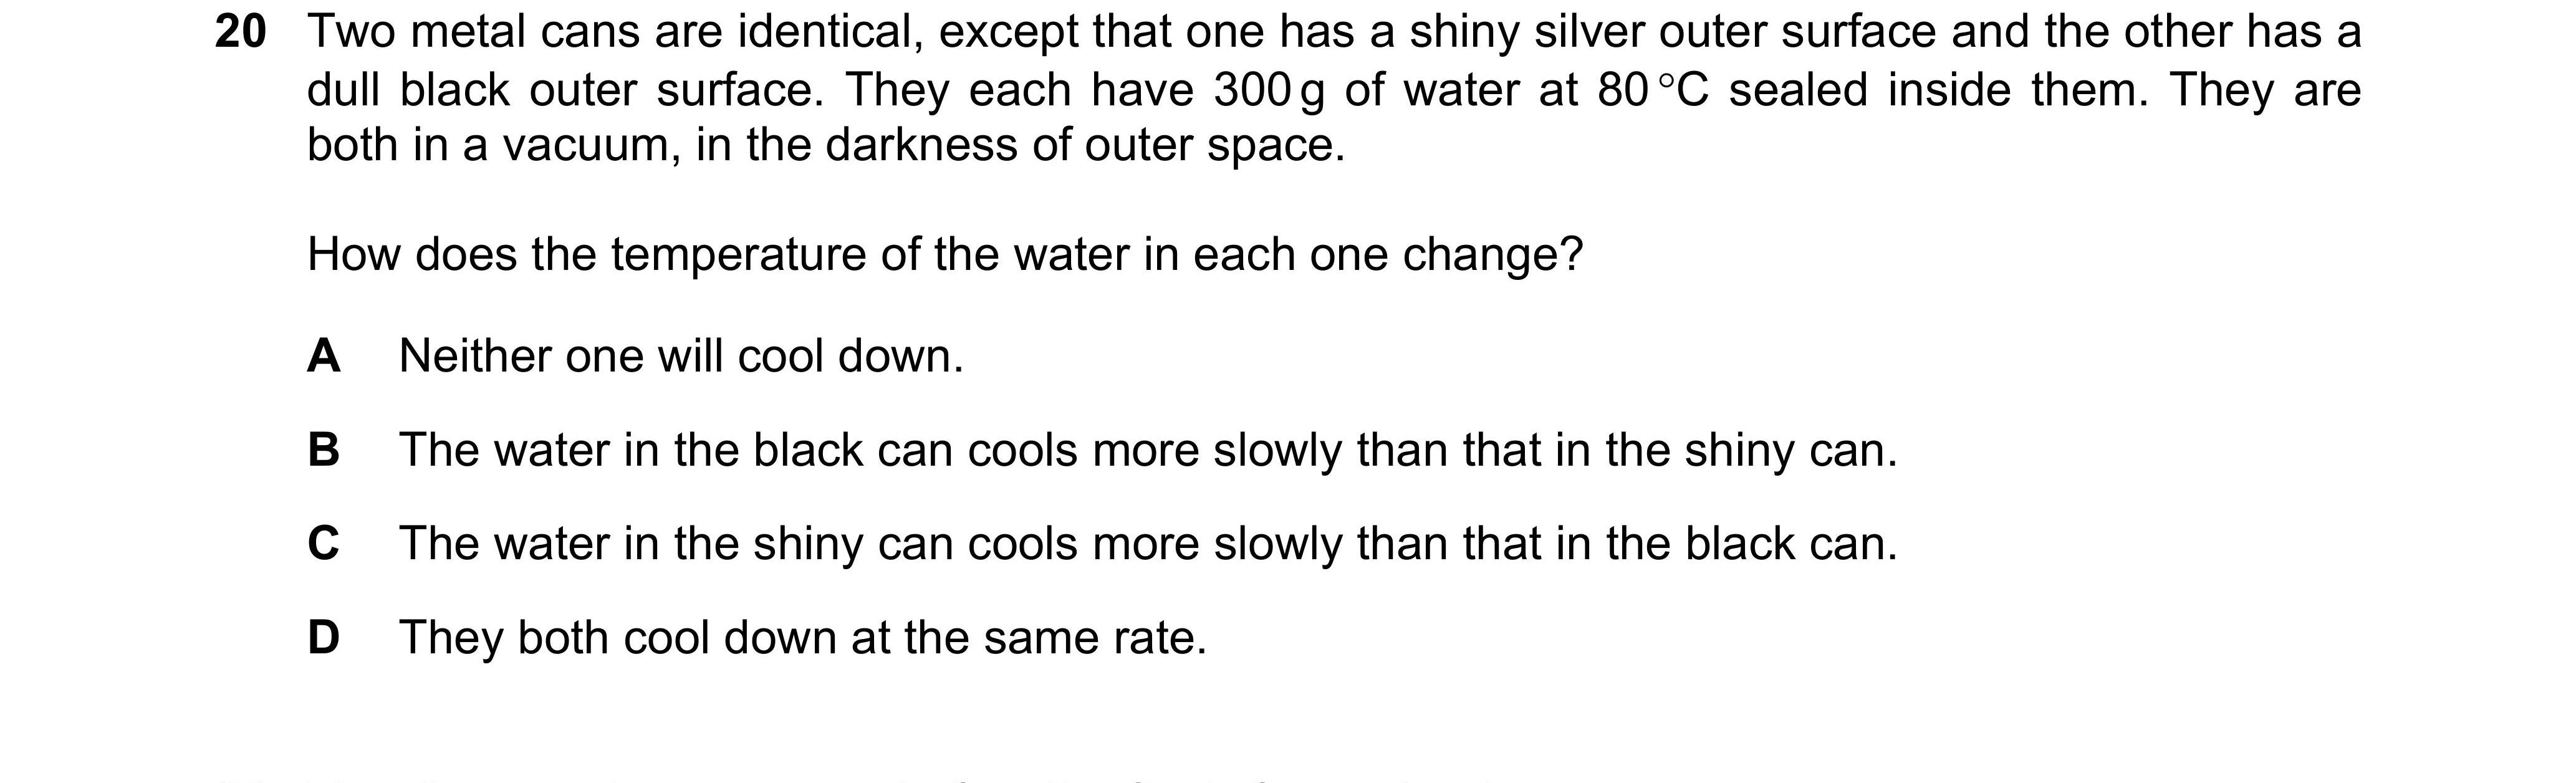 20 Two metal cans are identical, except that one has a shiny silver outer surface and the other has a
dull black outer surface. They each have 300 g of water at 80 °C sealed inside them. They are
both in a vacuum, in the darkness of outer space.
How does the temperature of the water in each one change?
A Neither one will cool down.
B The water in the black can cools more slowly than that in the shiny can.
C The water in the shiny can cools more slowly than that in the black can.
D They both cool down at the same rate.